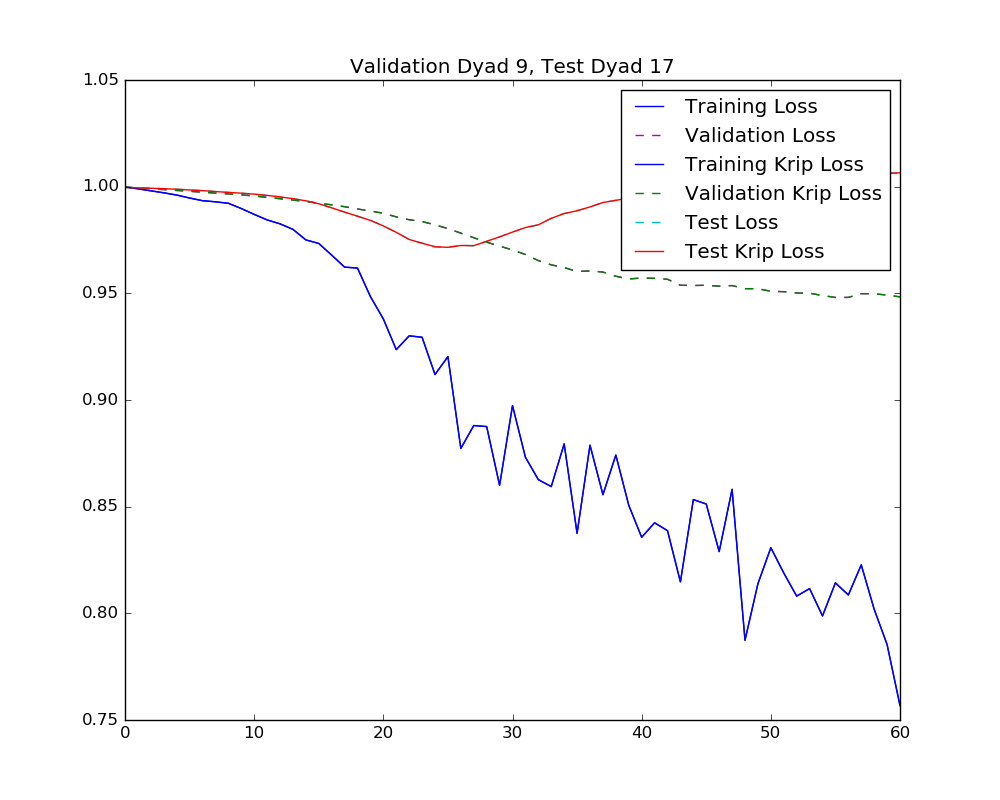 Validation Dyad 9, Test Dyad 17
1.05
1.00
0.95
0.90
0.85
0.80
0.75
Training Loss
Validation Loss
Training Krip Loss
Validation Krip Loss
Test Loss
Test Krip Loss
0 10 20 30 40 50 60